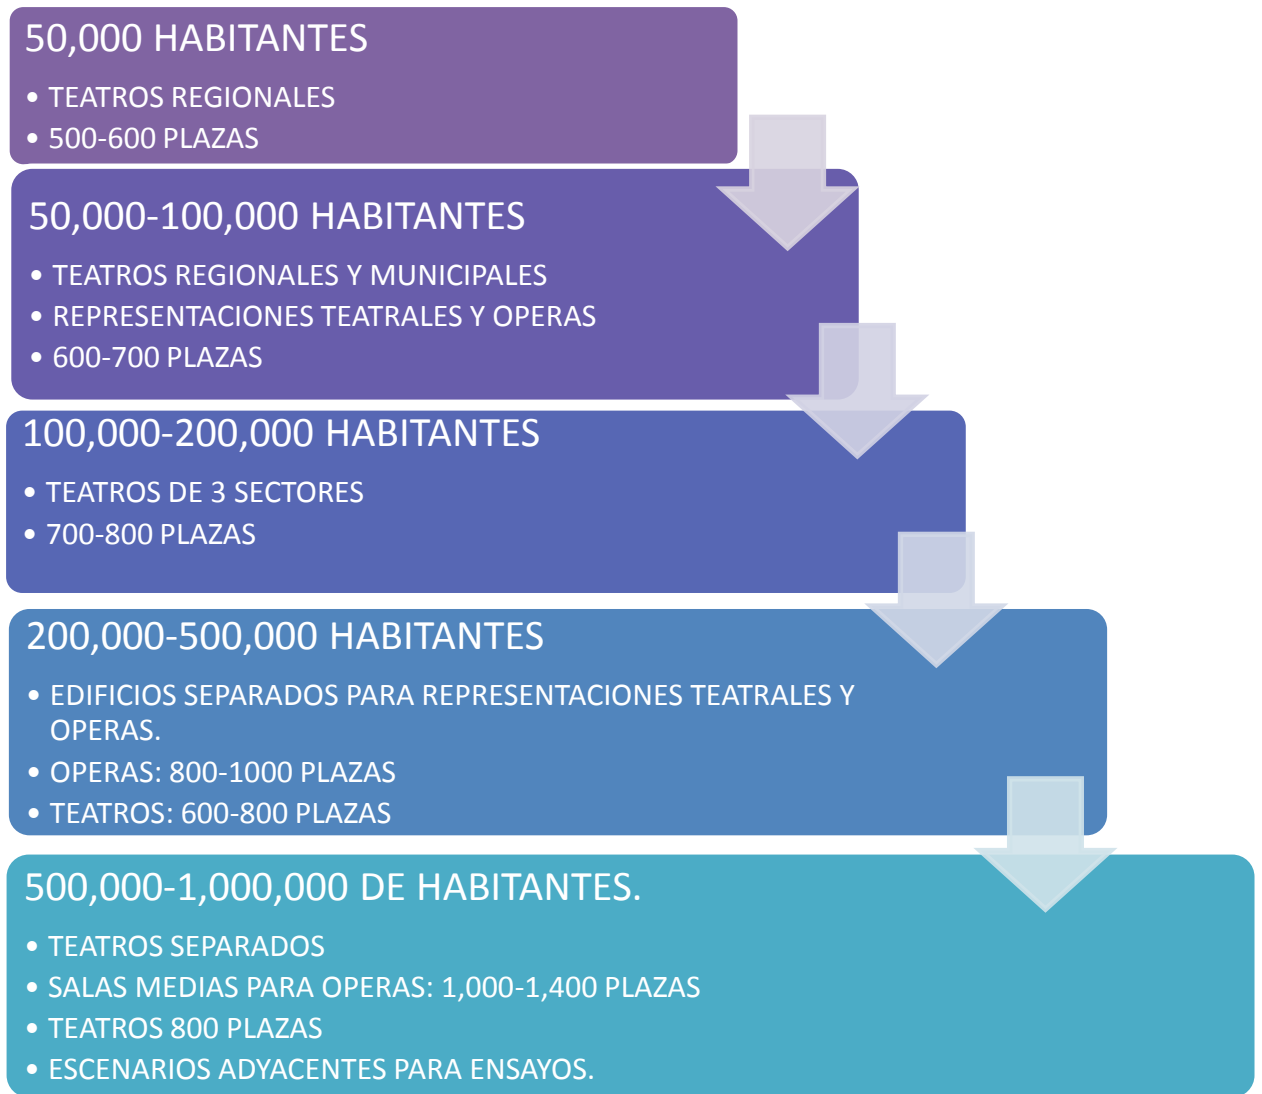 50,000 HABITANTES
• TEATROS REGIONALES
• 500-600 PLAZAS
50,000-100,000 HABITANTES
• TEATROS REGIONALES Y MUNICIPALES
• REPRESENTACIONES TEATRALES Y OPERAS
• 600-700 PLAZAS
100,000-200,000 HABITANTES
• TEATROS DE 3 SECTORES
• 700-800 PLAZAS
200,000-500,000 HABITANTES
• EDIFICIOS SEPARADOS PARA REPRESENTACIONES TEATRALES Y
OPERAS.
• OPERAS: 800-1000 PLAZAS
• TEATROS: 600-800 PLAZAS
500,000-1,000,000 DE HABITANTES.
• TEATROS SEPARADOS
• SALAS MEDIAS PARA OPERAS: 1,000-1,400 PLAZAS
• TEATROS 800 PLAZAS
• ESCENARIOS ADYACENTES PARA ENSAYOS.